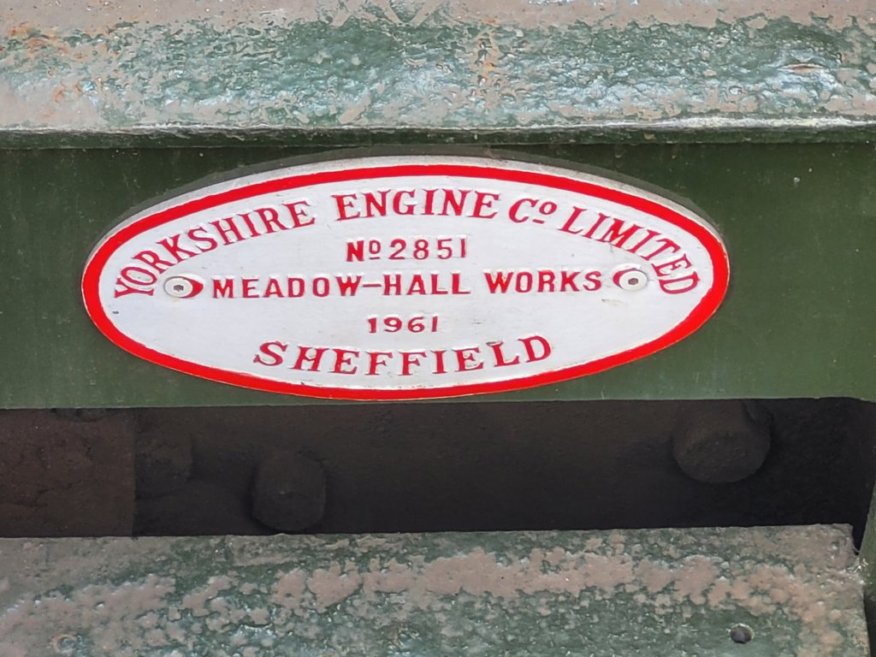 YORKSHIRE ENGINE Cº LIMITED
Nº 2851
MEADOW-HALL WORKS
1961
SHEFFIELD